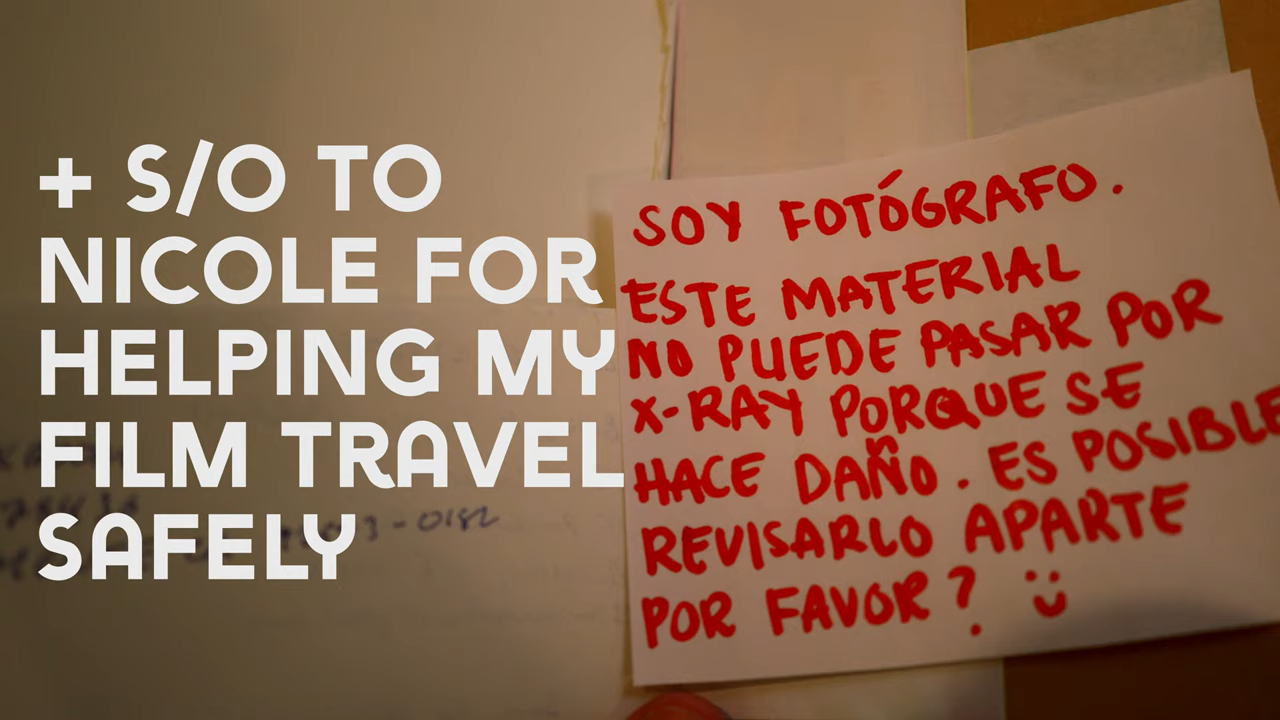 + S/O TO
NICOLE FOR
HELPING MY
FILM TRAVEL
SAFELY
SOY FOTÓGRAFO.
ESTE MATERIAL
NO PUEDE PASAR POR
X-RAY PORQUE SE
HACE DAÑO. ES POSIBLE
REVISARLO APARTE
POR FAVOR?